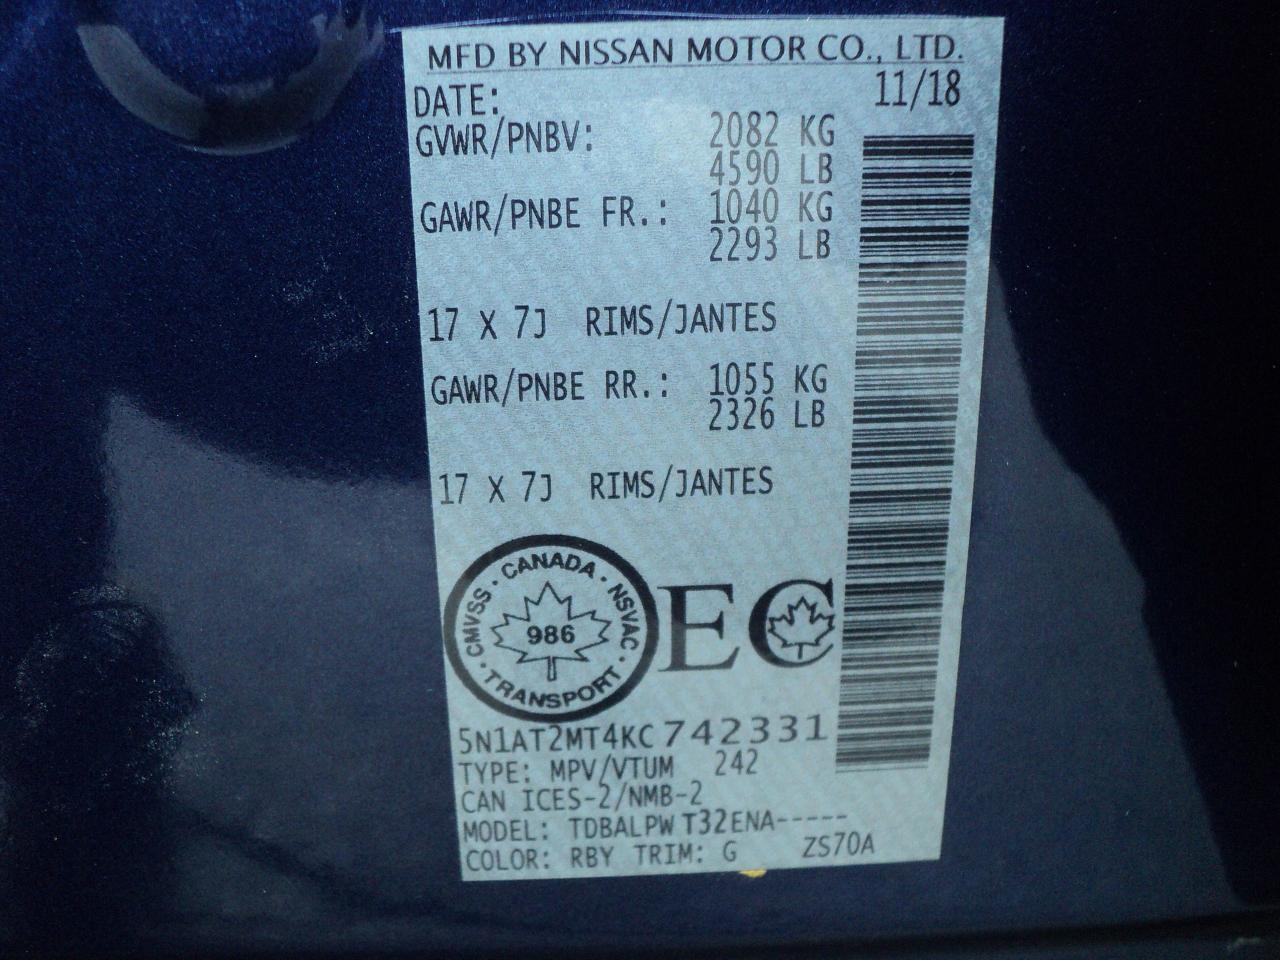 MFD BY NISSAN MOTOR CO., LTD.
DATE: 11/18
GVWR/PNBV: 2082 KG
4590 LB
GAWR/PNBE FR.: 1040 KG
2293 LB
17 X 7J RIMS/JANTES
GAWR/PNBE RR.: 1055 KG
2326 LB
17 X 7J RIMS/JANTES
CANADA · NSVAC · TRANSPORT · CMVSS ·
986
EC
5N1AT2MT4KC742331
TYPE: MPV/VTUM 242
CAN ICES-2/NMB-2
MODEL: TDBALPW T32ENA-----
COLOR: RBY TRIM: G ZS70A